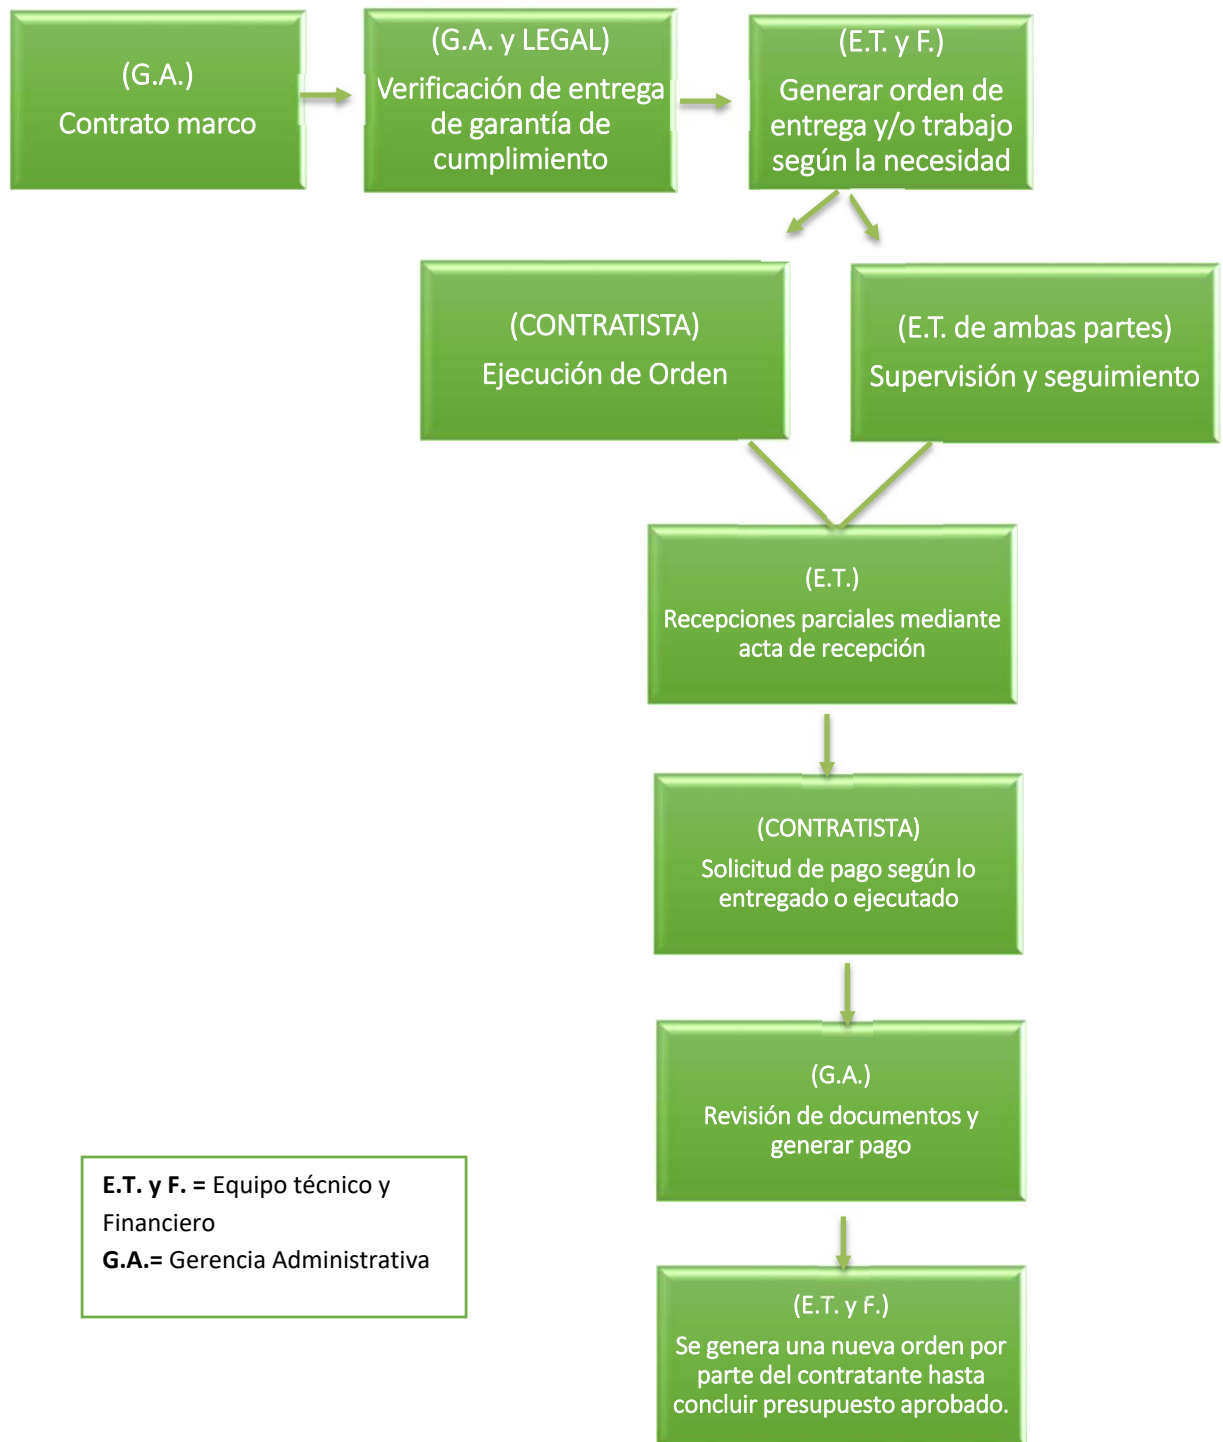 (G.A.)
Contrato marco
(G.A. y LEGAL)
Verificación de entrega
de garantía de
cumplimiento
(E.T. y F.)
Generar orden de
entrega y/o trabajo
según la necesidad
(CONTRATISTA)
Ejecución de Orden
(E.T. de ambas partes)
Supervisión y seguimiento
(E.T.)
Recepciones parciales mediante
acta de recepción
(CONTRATISTA)
Solicitud de pago según lo
entregado o ejecutado
(G.A.)
Revisión de documentos y
generar pago
E.T. y F. = Equipo técnico y
Financiero
G.A.= Gerencia Administrativa
(E.T. y F.)
Se genera una nueva orden por
parte del contratante hasta
concluir presupuesto aprobado.